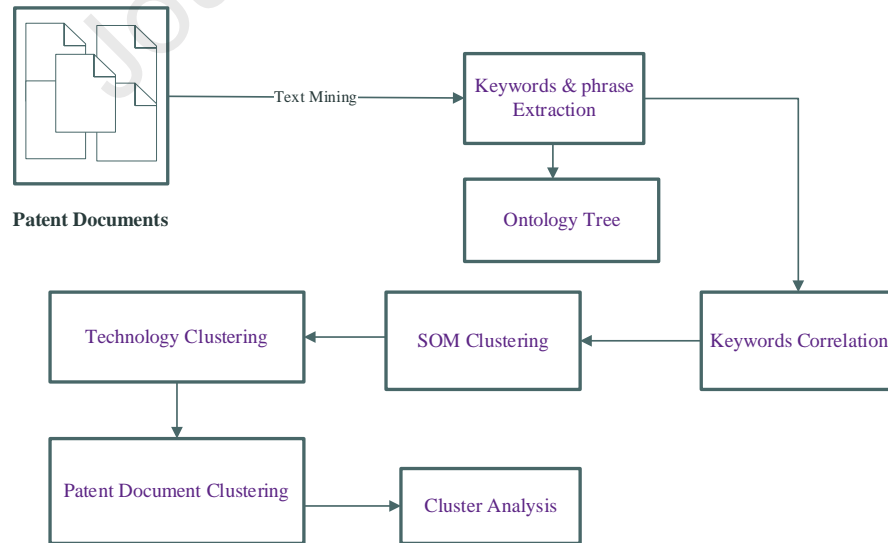 Text Mining
Keywords & phrase
Extraction
Patent Documents
Ontology Tree
Technology Clustering
SOM Clustering
Keywords Correlation
Patent Document Clustering
Cluster Analysis